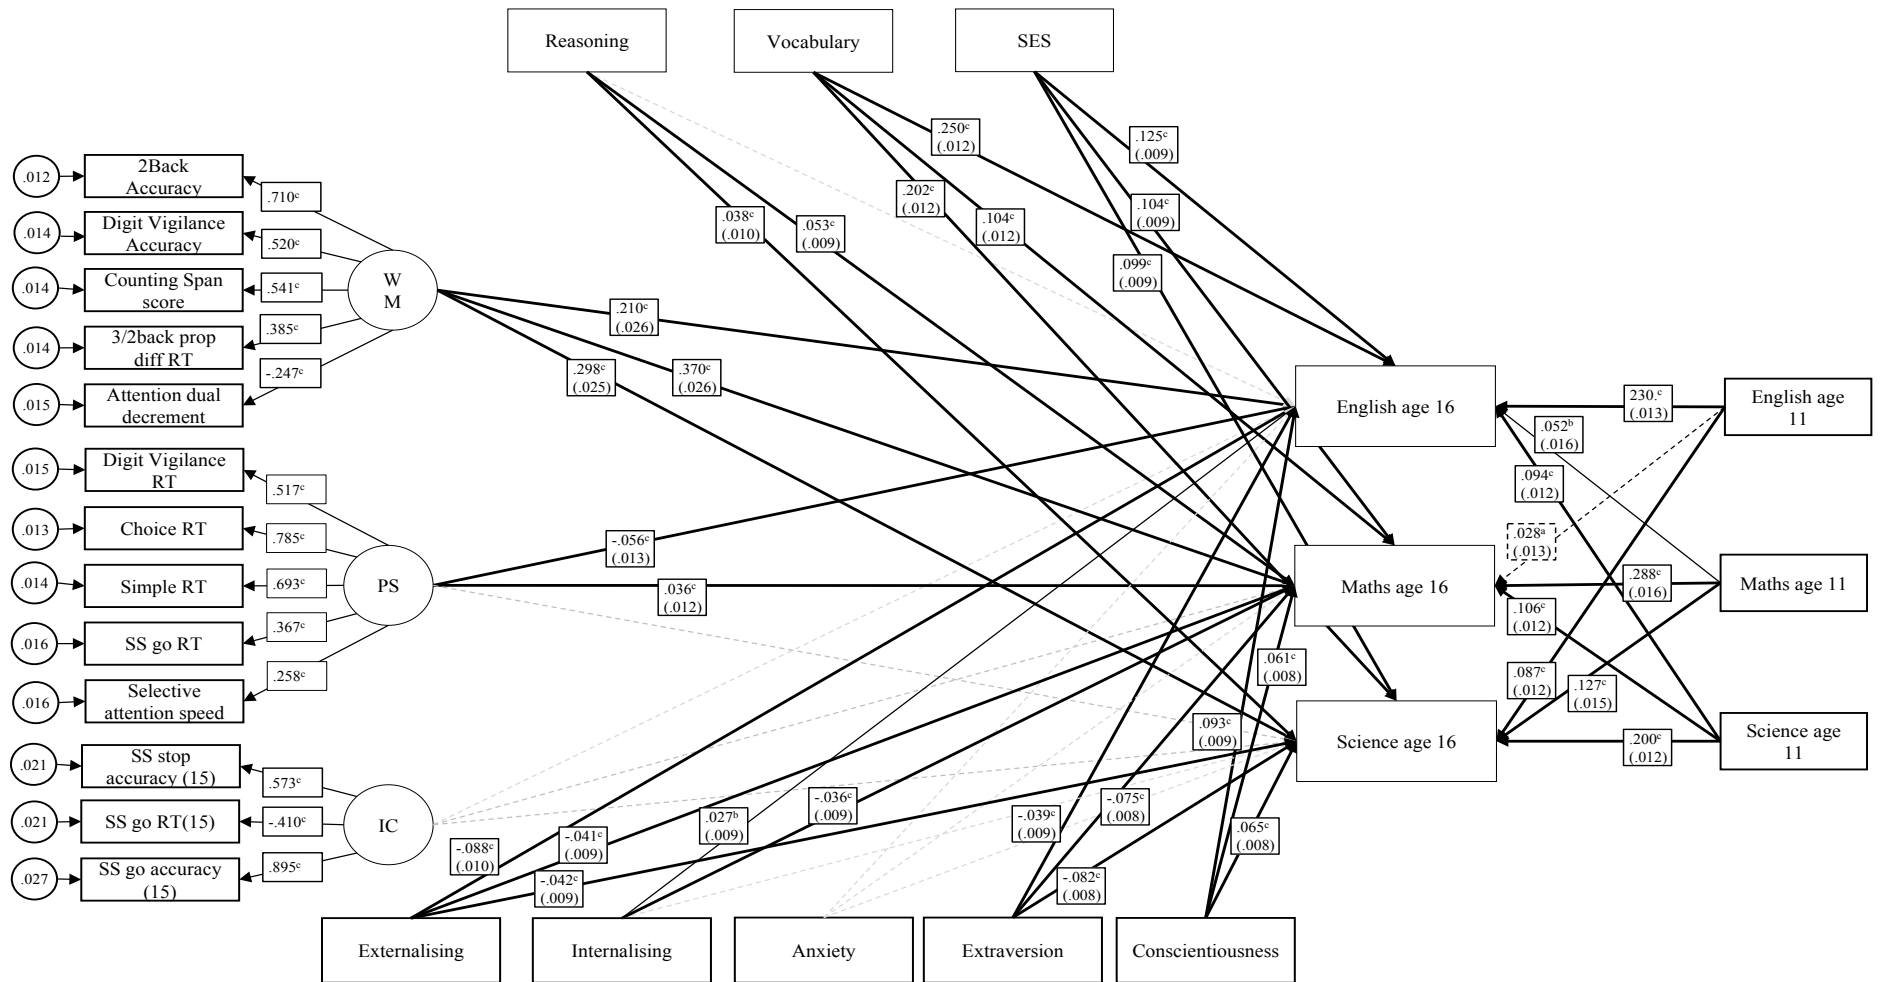 Reasoning
Vocabulary
SES
.250ᶜ
(.012)
.125ᶜ
(.009)
.202ᶜ
(.012)
.104ᶜ
(.012)
.104ᶜ
(.009)
.038ᶜ
(.010)
.053ᶜ
(.009)
.099ᶜ
(.009)
.012
2Back
Accuracy
.710ᶜ
.014
Digit Vigilance
Accuracy
.520ᶜ
.014
Counting Span
score
.541ᶜ
W
M
.014
3/2back prop
diff RT
.385ᶜ
.015
Attention dual
decrement
-.247ᶜ
.210ᶜ
(.026)
.298ᶜ
(.025)
.370ᶜ
(.026)
.015
Digit Vigilance
RT
.517ᶜ
.013
Choice RT
.785ᶜ
.014
Simple RT
.693ᶜ
PS
.016
SS go RT
.367ᶜ
.016
Selective
attention speed
.258ᶜ
-.056ᶜ
(.013)
.036ᶜ
(.012)
.021
SS stop
accuracy (15)
.573ᶜ
.021
SS go RT(15)
-.410ᶜ
IC
.027
SS go accuracy
(15)
.895ᶜ
English age 16
Maths age 16
Science age 16
230.ᶜ
(.013)
.052ᵇ
(.016)
.094ᶜ
(.012)
.028ᵃ
(.013)
.288ᶜ
(.016)
.106ᶜ
(.012)
.087ᶜ
(.012)
.127ᶜ
(.015)
.200ᶜ
(.012)
English age
11
Maths age 11
Science age
11
.061ᶜ
(.008)
.093ᶜ
(.009)
-.088ᶜ
(.010)
-.041ᶜ
(.009)
-.042ᶜ
(.009)
.027ᵇ
(.009)
-.036ᶜ
(.009)
-.039ᶜ
(.009)
-.075ᶜ
(.008)
-.082ᶜ
(.008)
.065ᶜ
(.008)
Externalising
Internalising
Anxiety
Extraversion
Conscientiousness